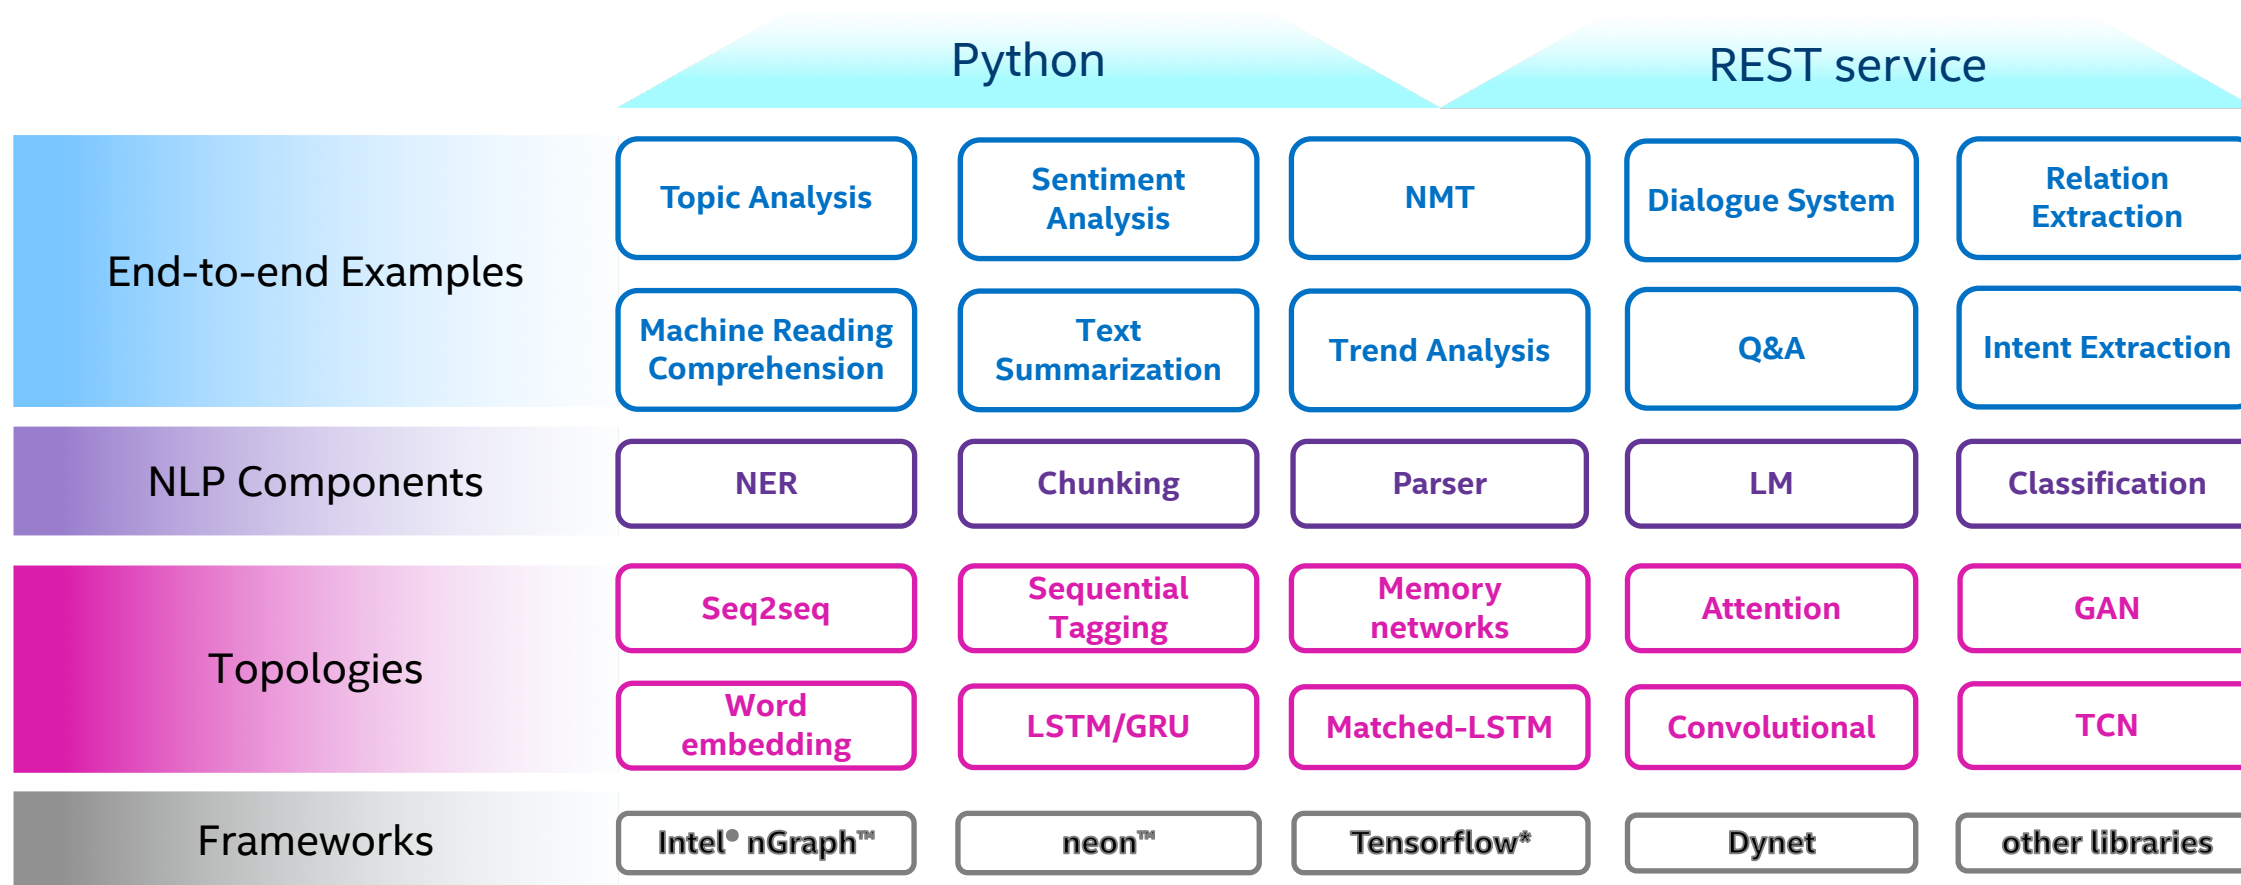 Python
REST service
End-to-end Examples
Topic Analysis
Sentiment
Analysis
NMT
Dialogue System
Relation
Extraction
Machine Reading
Comprehension
Text
Summarization
Trend Analysis
Q&A
Intent Extraction
NLP Components
NER
Chunking
Parser
LM
Classification
Topologies
Seq2seq
Sequential
Tagging
Memory
networks
Attention
GAN
Word
embedding
LSTM/GRU
Matched-LSTM
Convolutional
TCN
Frameworks
Intel® nGraph™
neon™
Tensorflow*
Dynet
other libraries